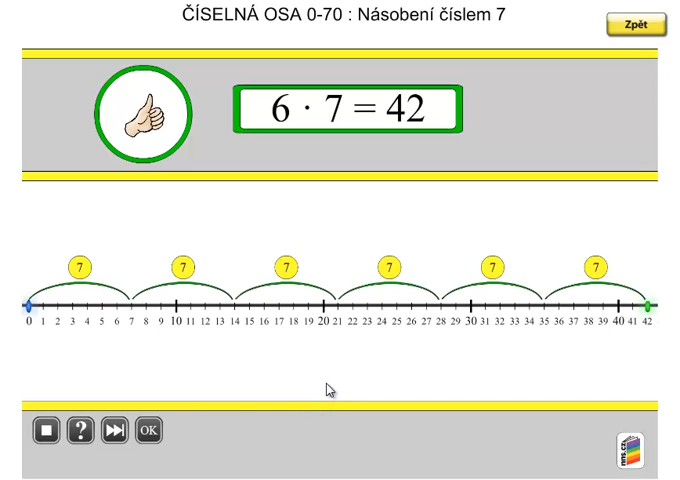 ČÍSELNÁ OSA 0-70 : Násobení číslem 7
Zpět
6 · 7 = 42
7 7 7 7 7 7
0 1 2 3 4 5 6 7 8 9 10 11 12 13 14 15 16 17 18 19 20 21 22 23 24 25 26 27 28 29 30 31 32 33 34 35 36 37 38 39 40 41 42
? OK
nns.cz